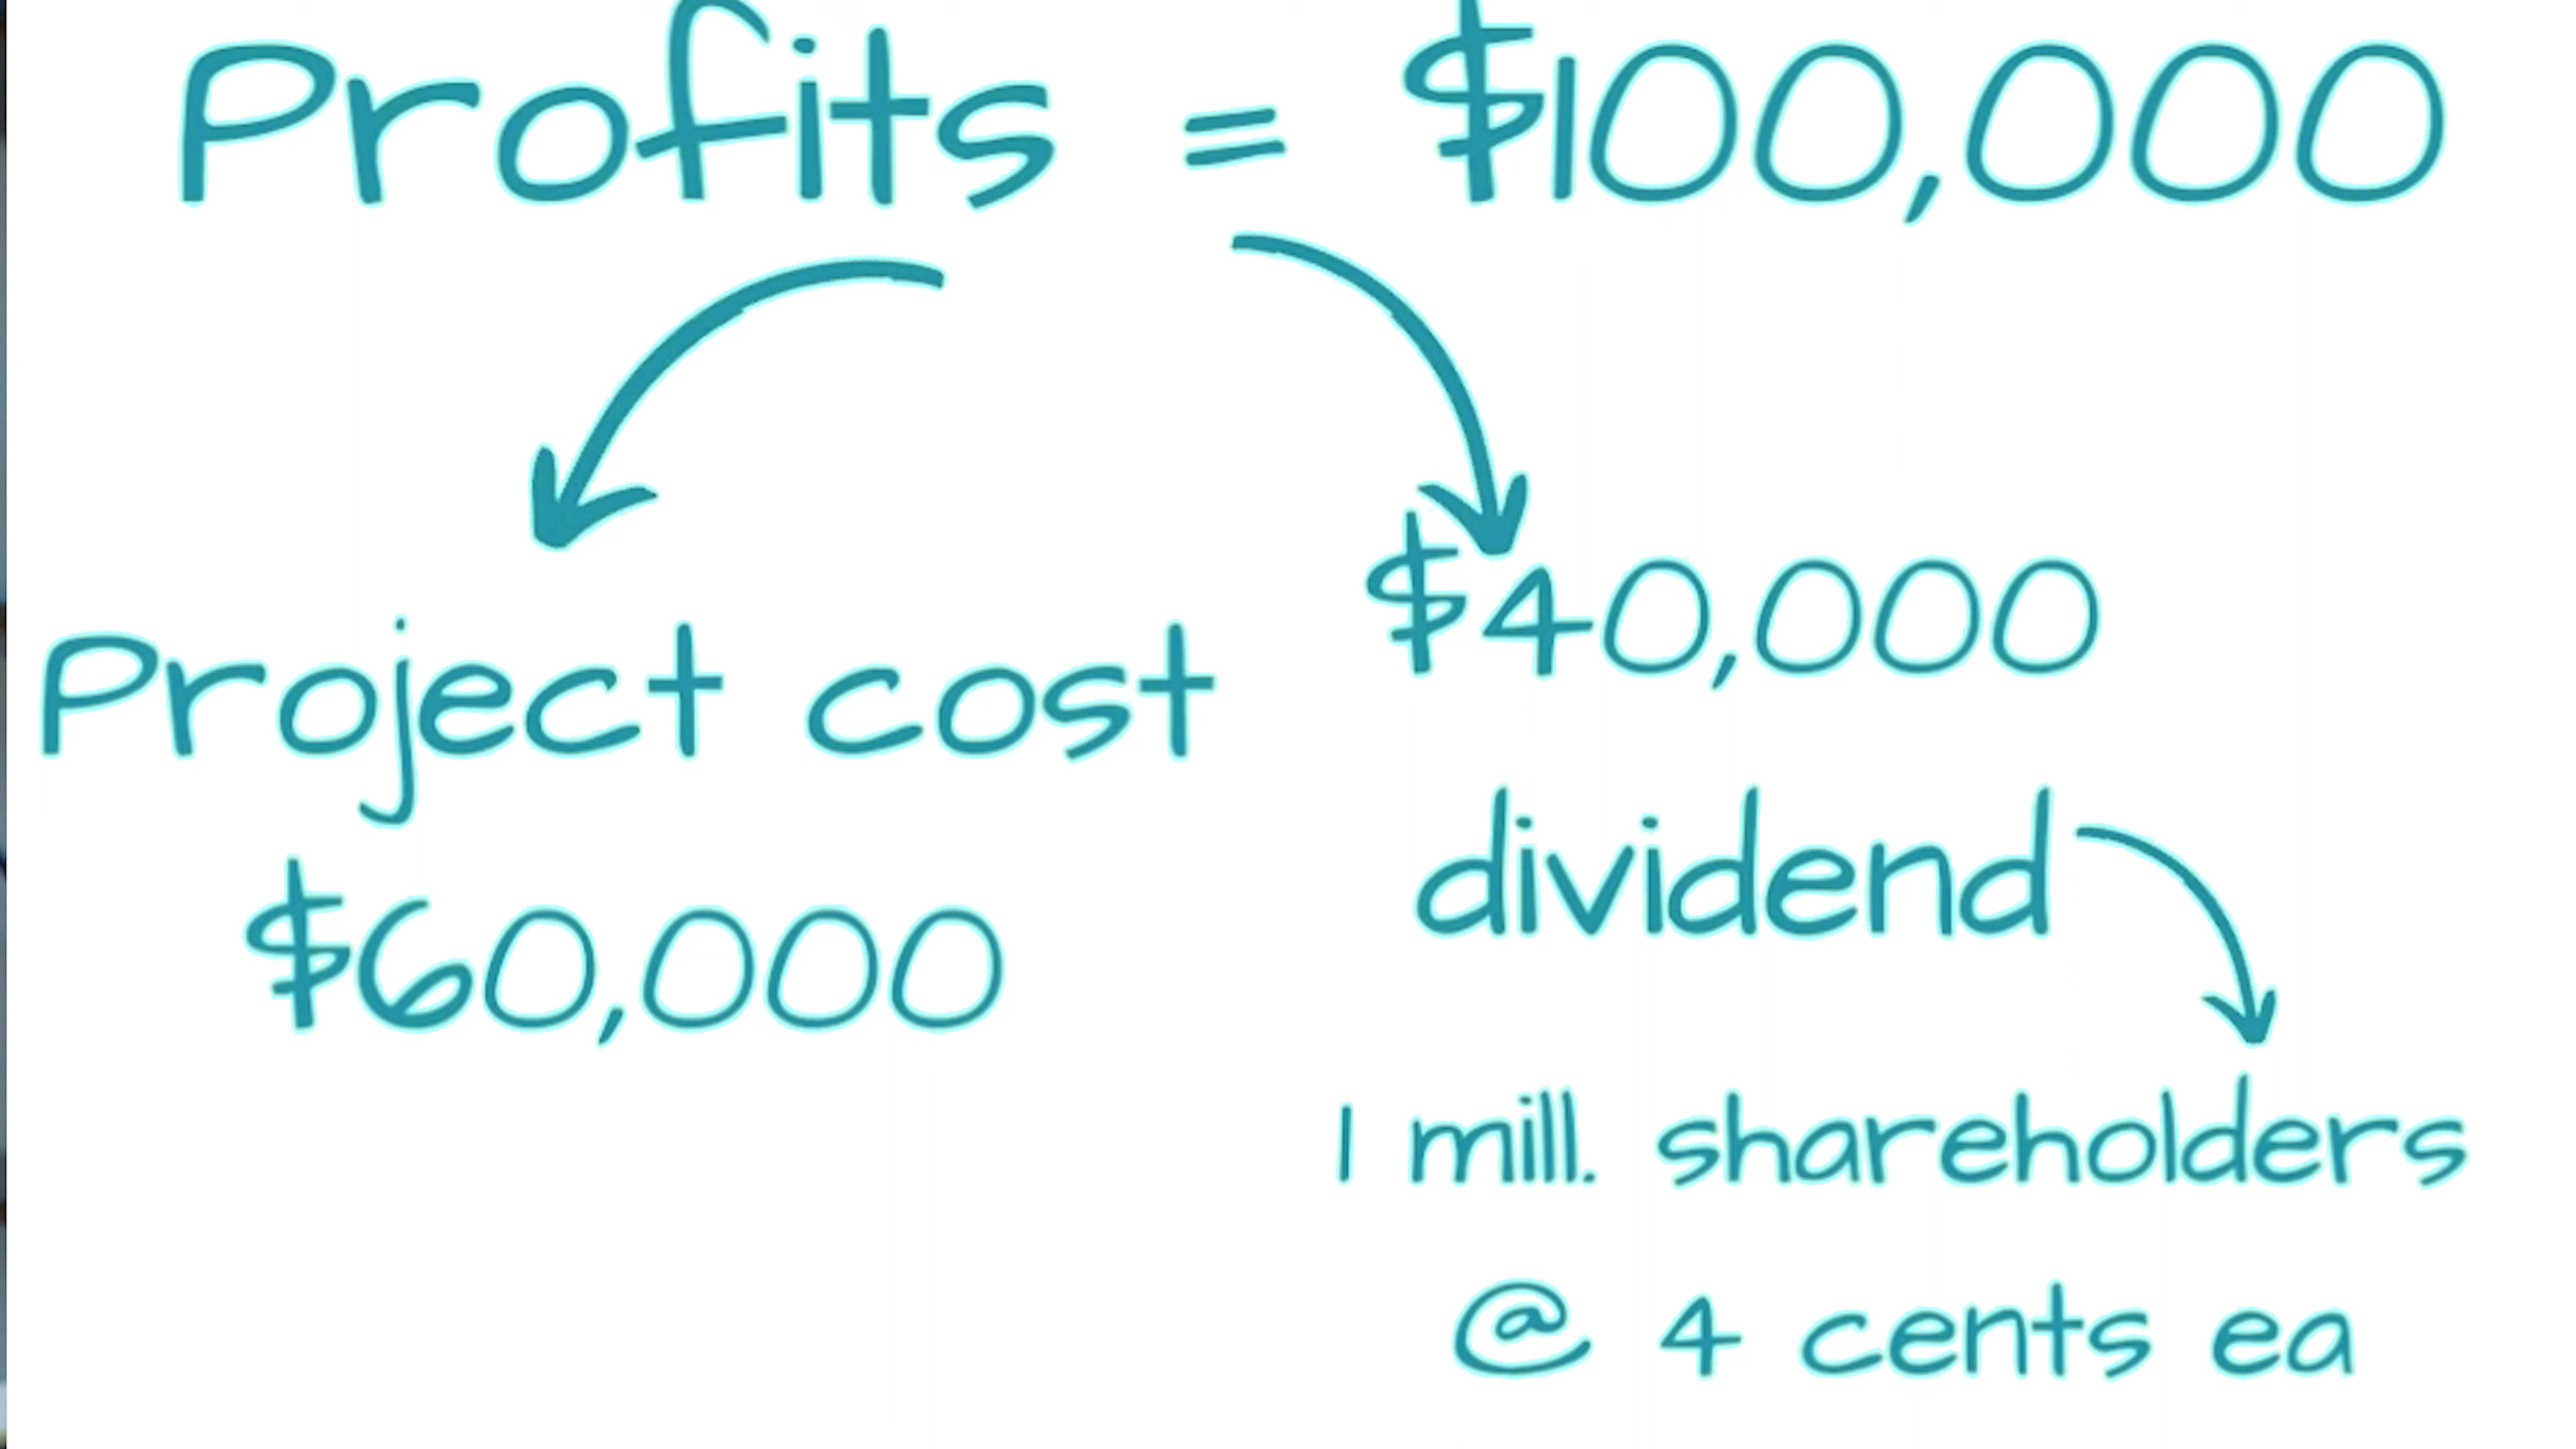 Profits = $100,000
Project cost
$60,000
$40,000
dividend
1 mill. shareholders
@ 4 cents ea